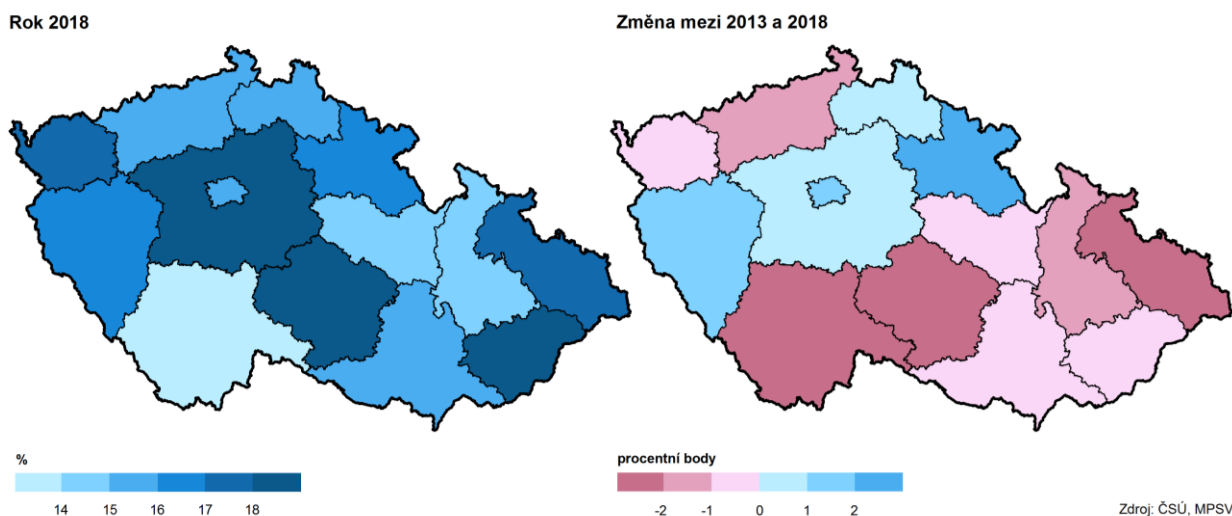 Rok 2018
Změna mezi 2013 a 2018
%
14 15 16 17 18
procentní body
-2 -1 0 1 2
Zdroj: ČSÚ, MPSV